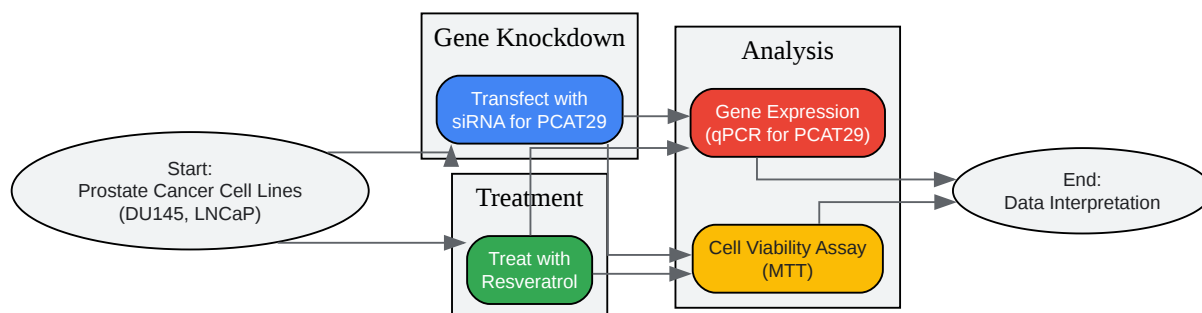 Gene Knockdown
Transfect with
siRNA for PCAT29
Analysis
Gene Expression
(qPCR for PCAT29)
Start:
Prostate Cancer Cell Lines
(DU145, LNCaP)
End:
Data Interpretation
Treatment
Treat with
Resveratrol
Cell Viability Assay
(MTT)